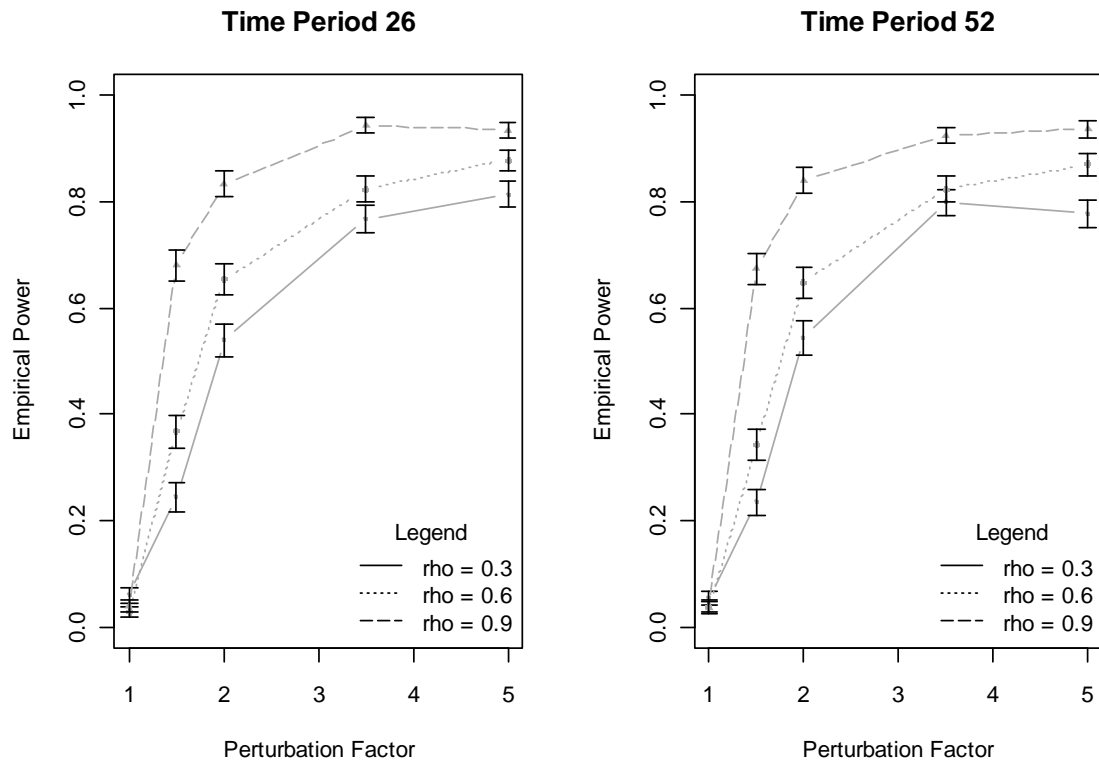 Time Period 26
Empirical Power
1.0
0.8
0.6
0.4
0.2
0.0
Legend
rho = 0.3
rho = 0.6
rho = 0.9
1 2 3 4 5
Perturbation Factor
Time Period 52
Empirical Power
1.0
0.8
0.6
0.4
0.2
0.0
Legend
rho = 0.3
rho = 0.6
rho = 0.9
1 2 3 4 5
Perturbation Factor